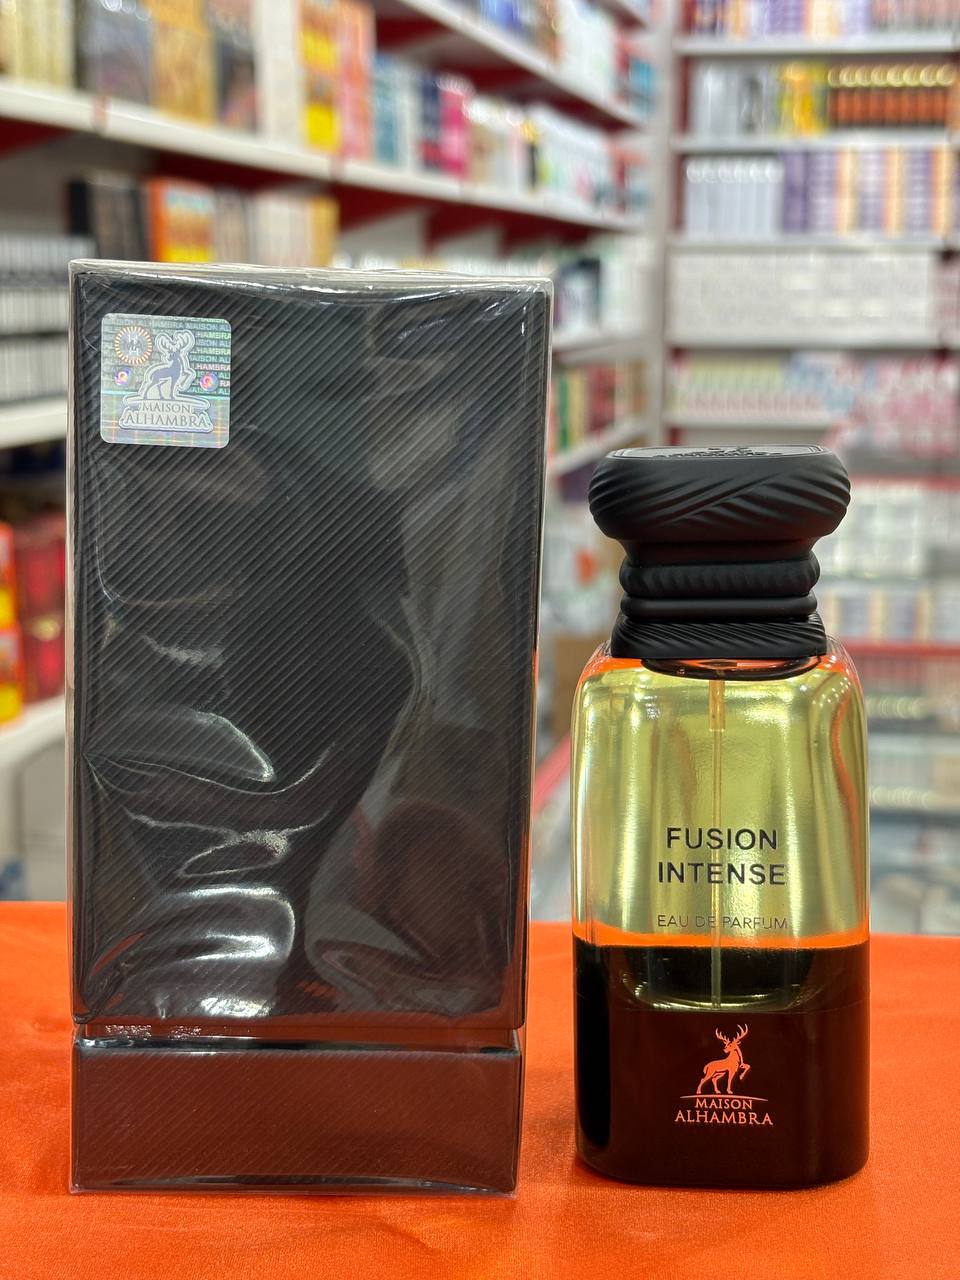 MAISON
ALHAMBRA
FUSION
INTENSE
EAU DE PARFUM
MAISON
ALHAMBRA